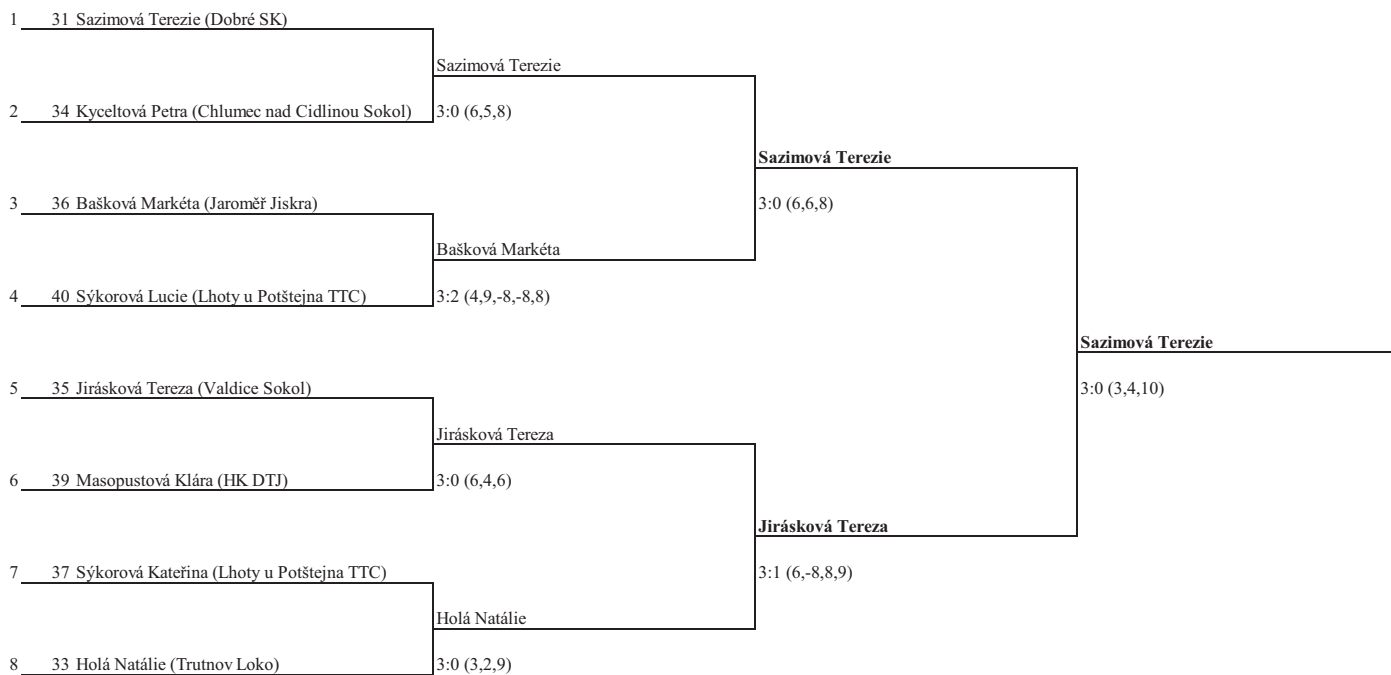 1 31 Sazimová Terezie (Dobré SK)
Sazimová Terezie
2 34 Kyceltová Petra (Chlumec nad Cidlinou Sokol) 3:0 (6,5,8)
Sazimová Terezie
3 36 Bašková Markéta (Jaroměř Jiskra) 3:0 (6,6,8)
Bašková Markéta
4 40 Sýkorová Lucie (Lhoty u Potštejna TTC) 3:2 (4,9,-8,-8,8)
Sazimová Terezie
5 35 Jirásková Tereza (Valdice Sokol) 3:0 (3,4,10)
Jirásková Tereza
6 39 Masopustová Klára (HK DTJ) 3:0 (6,4,6)
Jirásková Tereza
7 37 Sýkorová Kateřina (Lhoty u Potštejna TTC) 3:1 (6,-8,8,9)
Holá Natálie
8 33 Holá Natálie (Trutnov Loko) 3:0 (3,2,9)